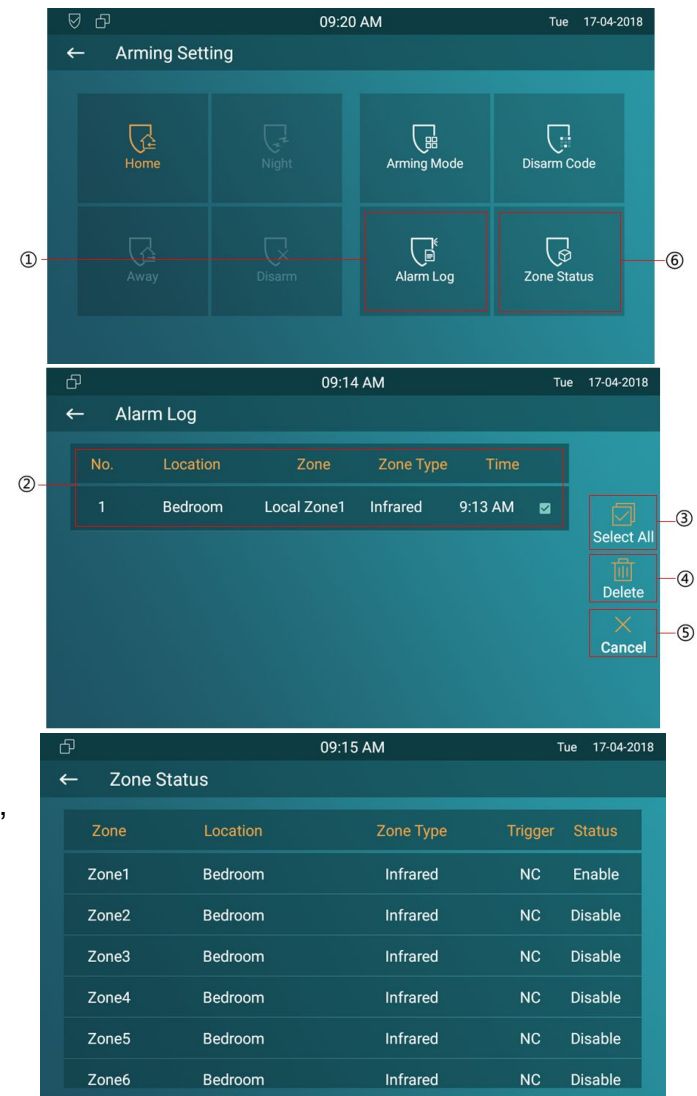 09:20 AM Tue 17-04-2018
← Arming Setting
Home Night Arming Mode Disarm Code
① ⑥
Away Disarm Alarm Log Zone Status
09:14 AM Tue 17-04-2018
← Alarm Log
No. Location Zone Zone Type Time
②
1 Bedroom Local Zone1 Infrared 9:13 AM
③
Select All
④
Delete
⑤
Cancel
09:15 AM Tue 17-04-2018
← Zone Status
,
Zone Location Zone Type Trigger Status
Zone1 Bedroom Infrared NC Enable
Zone2 Bedroom Infrared NC Disable
Zone3 Bedroom Infrared NC Disable
Zone4 Bedroom Infrared NC Disable
Zone5 Bedroom Infrared NC Disable
Zone6 Bedroom Infrared NC Disable